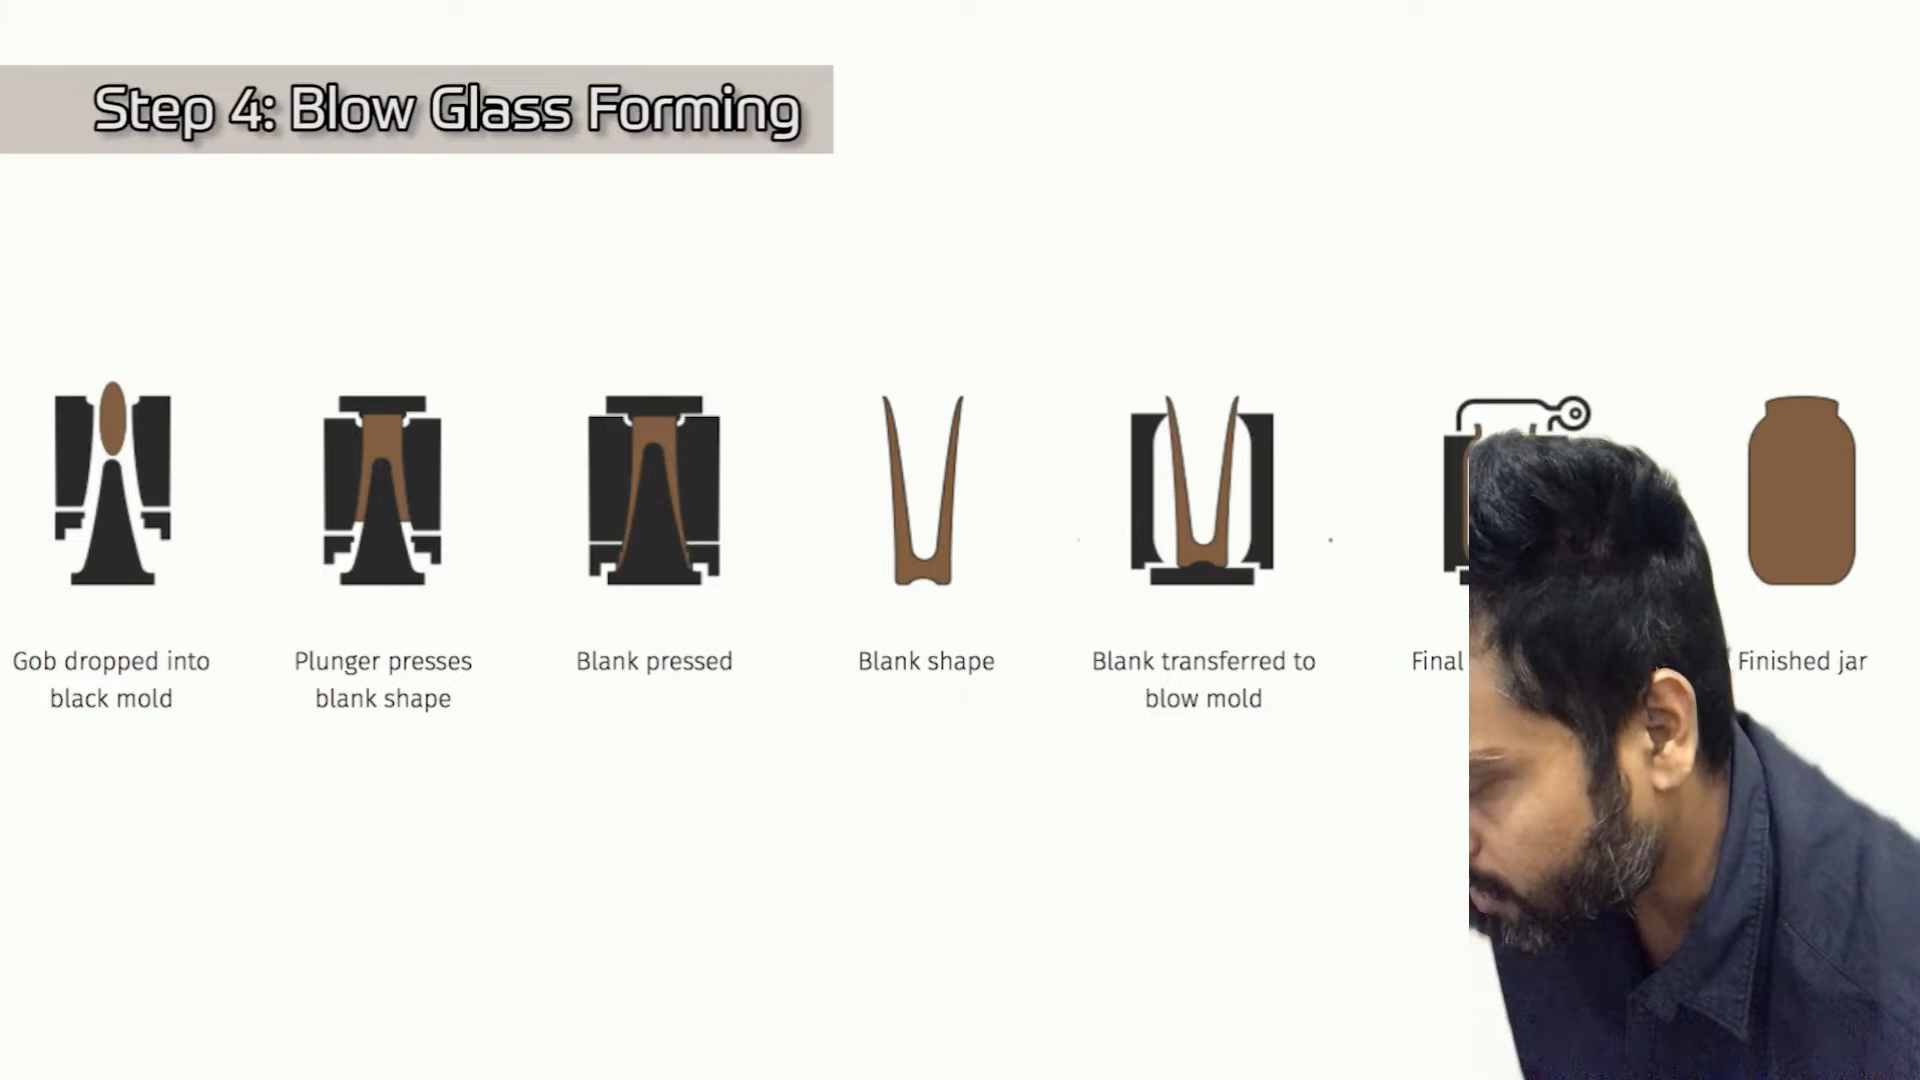 Step 4: Blow Glass Forming
Gob dropped into
black mold
Plunger presses
blank shape
Blank pressed
Blank shape
Blank transferred to
blow mold
Final
Finished jar